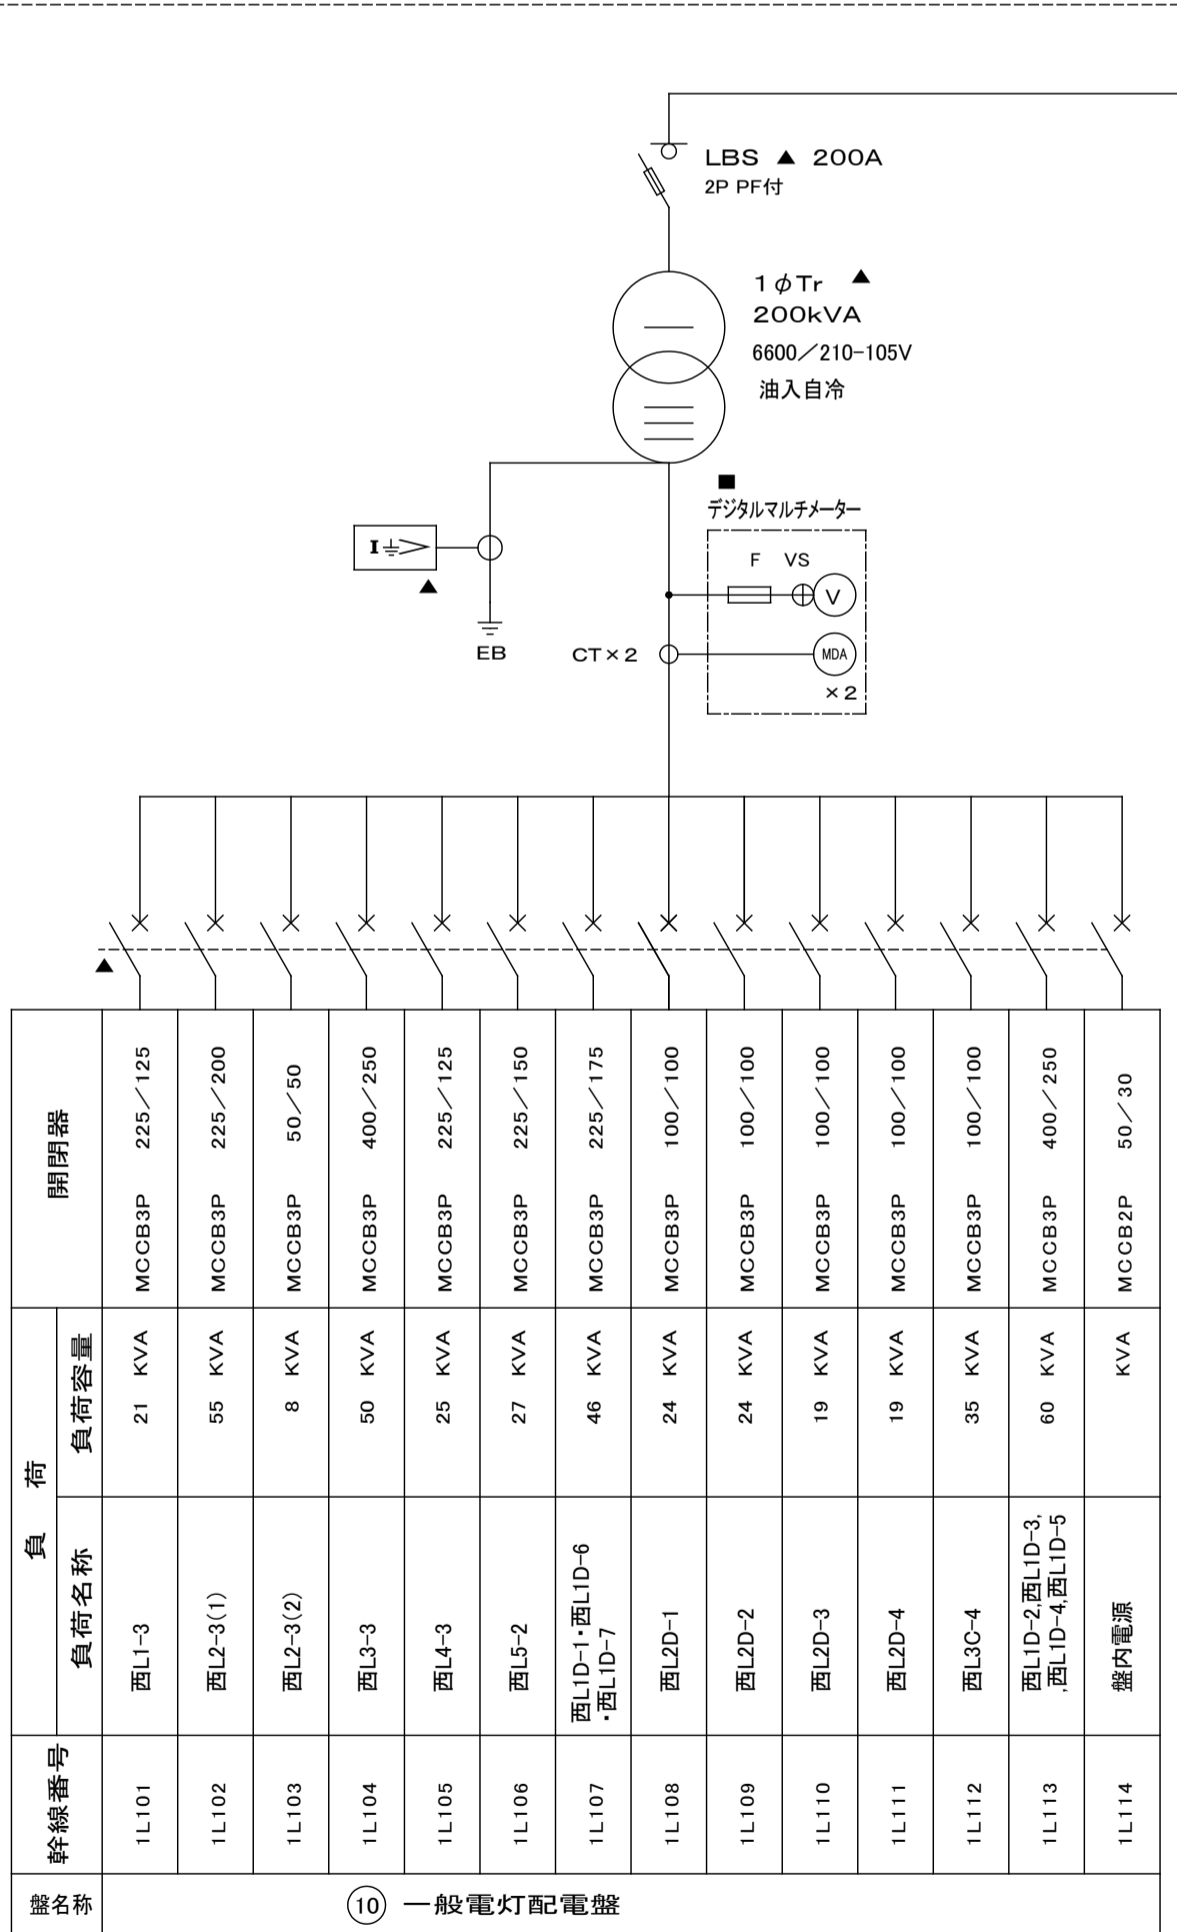 LBS ▲ 200A
2P PF付
1φTr ▲
200kVA
6600／210-105V
油入自冷
■
デジタルマルチメーター
F VS
V
I
▲
EB
CT×2
MDA
×2
▲
開閉器
MCCB3P 225／125
MCCB3P 225／200
MCCB3P 50／50
MCCB3P 400／250
MCCB3P 225／125
MCCB3P 225／150
MCCB3P 225／175
MCCB3P 100／100
MCCB3P 100／100
MCCB3P 100／100
MCCB3P 100／100
MCCB3P 100／100
MCCB3P 400／250
MCCB2P 50／30
負荷
負荷容量
21 KVA
55 KVA
8 KVA
50 KVA
25 KVA
27 KVA
46 KVA
24 KVA
24 KVA
19 KVA
19 KVA
35 KVA
60 KVA
KVA
負荷名称
西L1-3
西L2-3(1)
西L2-3(2)
西L3-3
西L4-3
西L5-2
西L1D-1・西L1D-6
・西L1D-7
西L2D-1
西L2D-2
西L2D-3
西L2D-4
西L3C-4
西L1D-2,西L1D-3,
,西L1D-4,西L1D-5
盤内電源
幹線番号
1L101
1L102
1L103
1L104
1L105
1L106
1L107
1L108
1L109
1L110
1L111
1L112
1L113
1L114
盤名称
⑩ 一般電灯配電盤